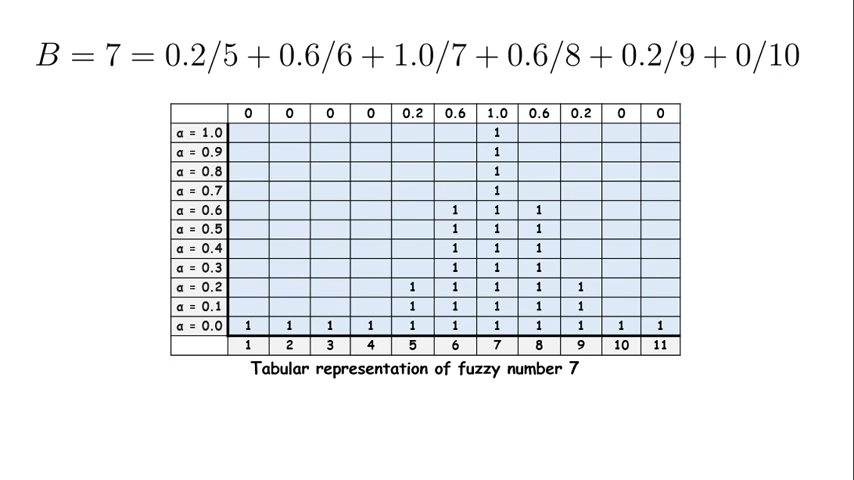 B = 7 = 0.2/5 + 0.6/6 + 1.0/7 + 0.6/8 + 0.2/9 + 0/10
0 0 0 0 0.2 0.6 1.0 0.6 0.2 0 0
α = 1.0 1
α = 0.9 1
α = 0.8 1
α = 0.7 1
α = 0.6 1 1 1
α = 0.5 1 1 1
α = 0.4 1 1 1
α = 0.3 1 1 1
α = 0.2 1 1 1 1 1
α = 0.1 1 1 1 1 1
α = 0.0 1 1 1 1 1 1 1 1 1 1 1
1 2 3 4 5 6 7 8 9 10 11
Tabular representation of fuzzy number 7